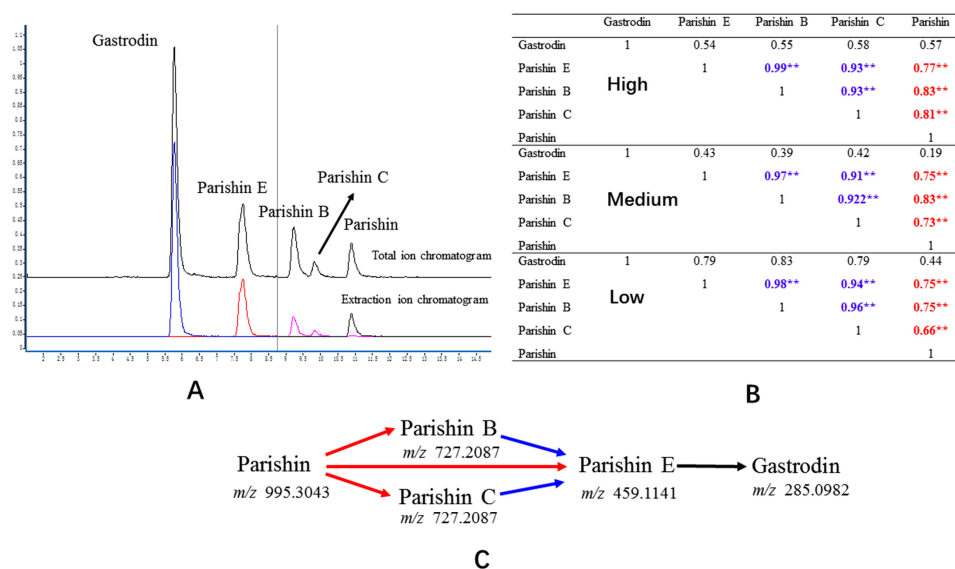 Gastrodin
Parishin E
Parishin B
Parishin C
Parishin
Total ion chromatogram
Extraction ion chromatogram
A
Gastrodin Parishin E Parishin B Parishin C Parishin
Gastrodin 1 0.54 0.55 0.58 0.57
Parishin E 1 0.99** 0.93** 0.77**
High
Parishin B 1 0.93** 0.83**
Parishin C 1 0.81**
Parishin 1
Gastrodin 1 0.43 0.39 0.42 0.19
Parishin E 1 0.97** 0.91** 0.75**
Medium
Parishin B 1 0.922** 0.83**
Parishin C 1 0.73**
Parishin 1
Gastrodin 1 0.79 0.83 0.79 0.44
Parishin E 1 0.98** 0.94** 0.75**
Low
Parishin B 1 0.96** 0.75**
Parishin C 1 0.66**
Parishin 1
B
Parishin
m/z 995.3043
Parishin B
m/z 727.2087
Parishin C
m/z 727.2087
Parishin E
m/z 459.1141
Gastrodin
m/z 285.0982
C